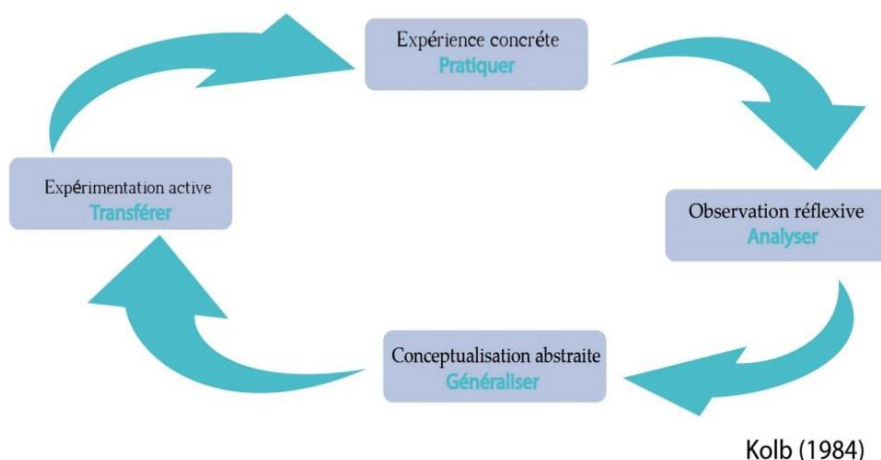 Expérience concréte
Pratiquer
Expérimentation active
Transférer
Observation réflexive
Analyser
Conceptualisation abstraite
Généraliser
Kolb (1984)